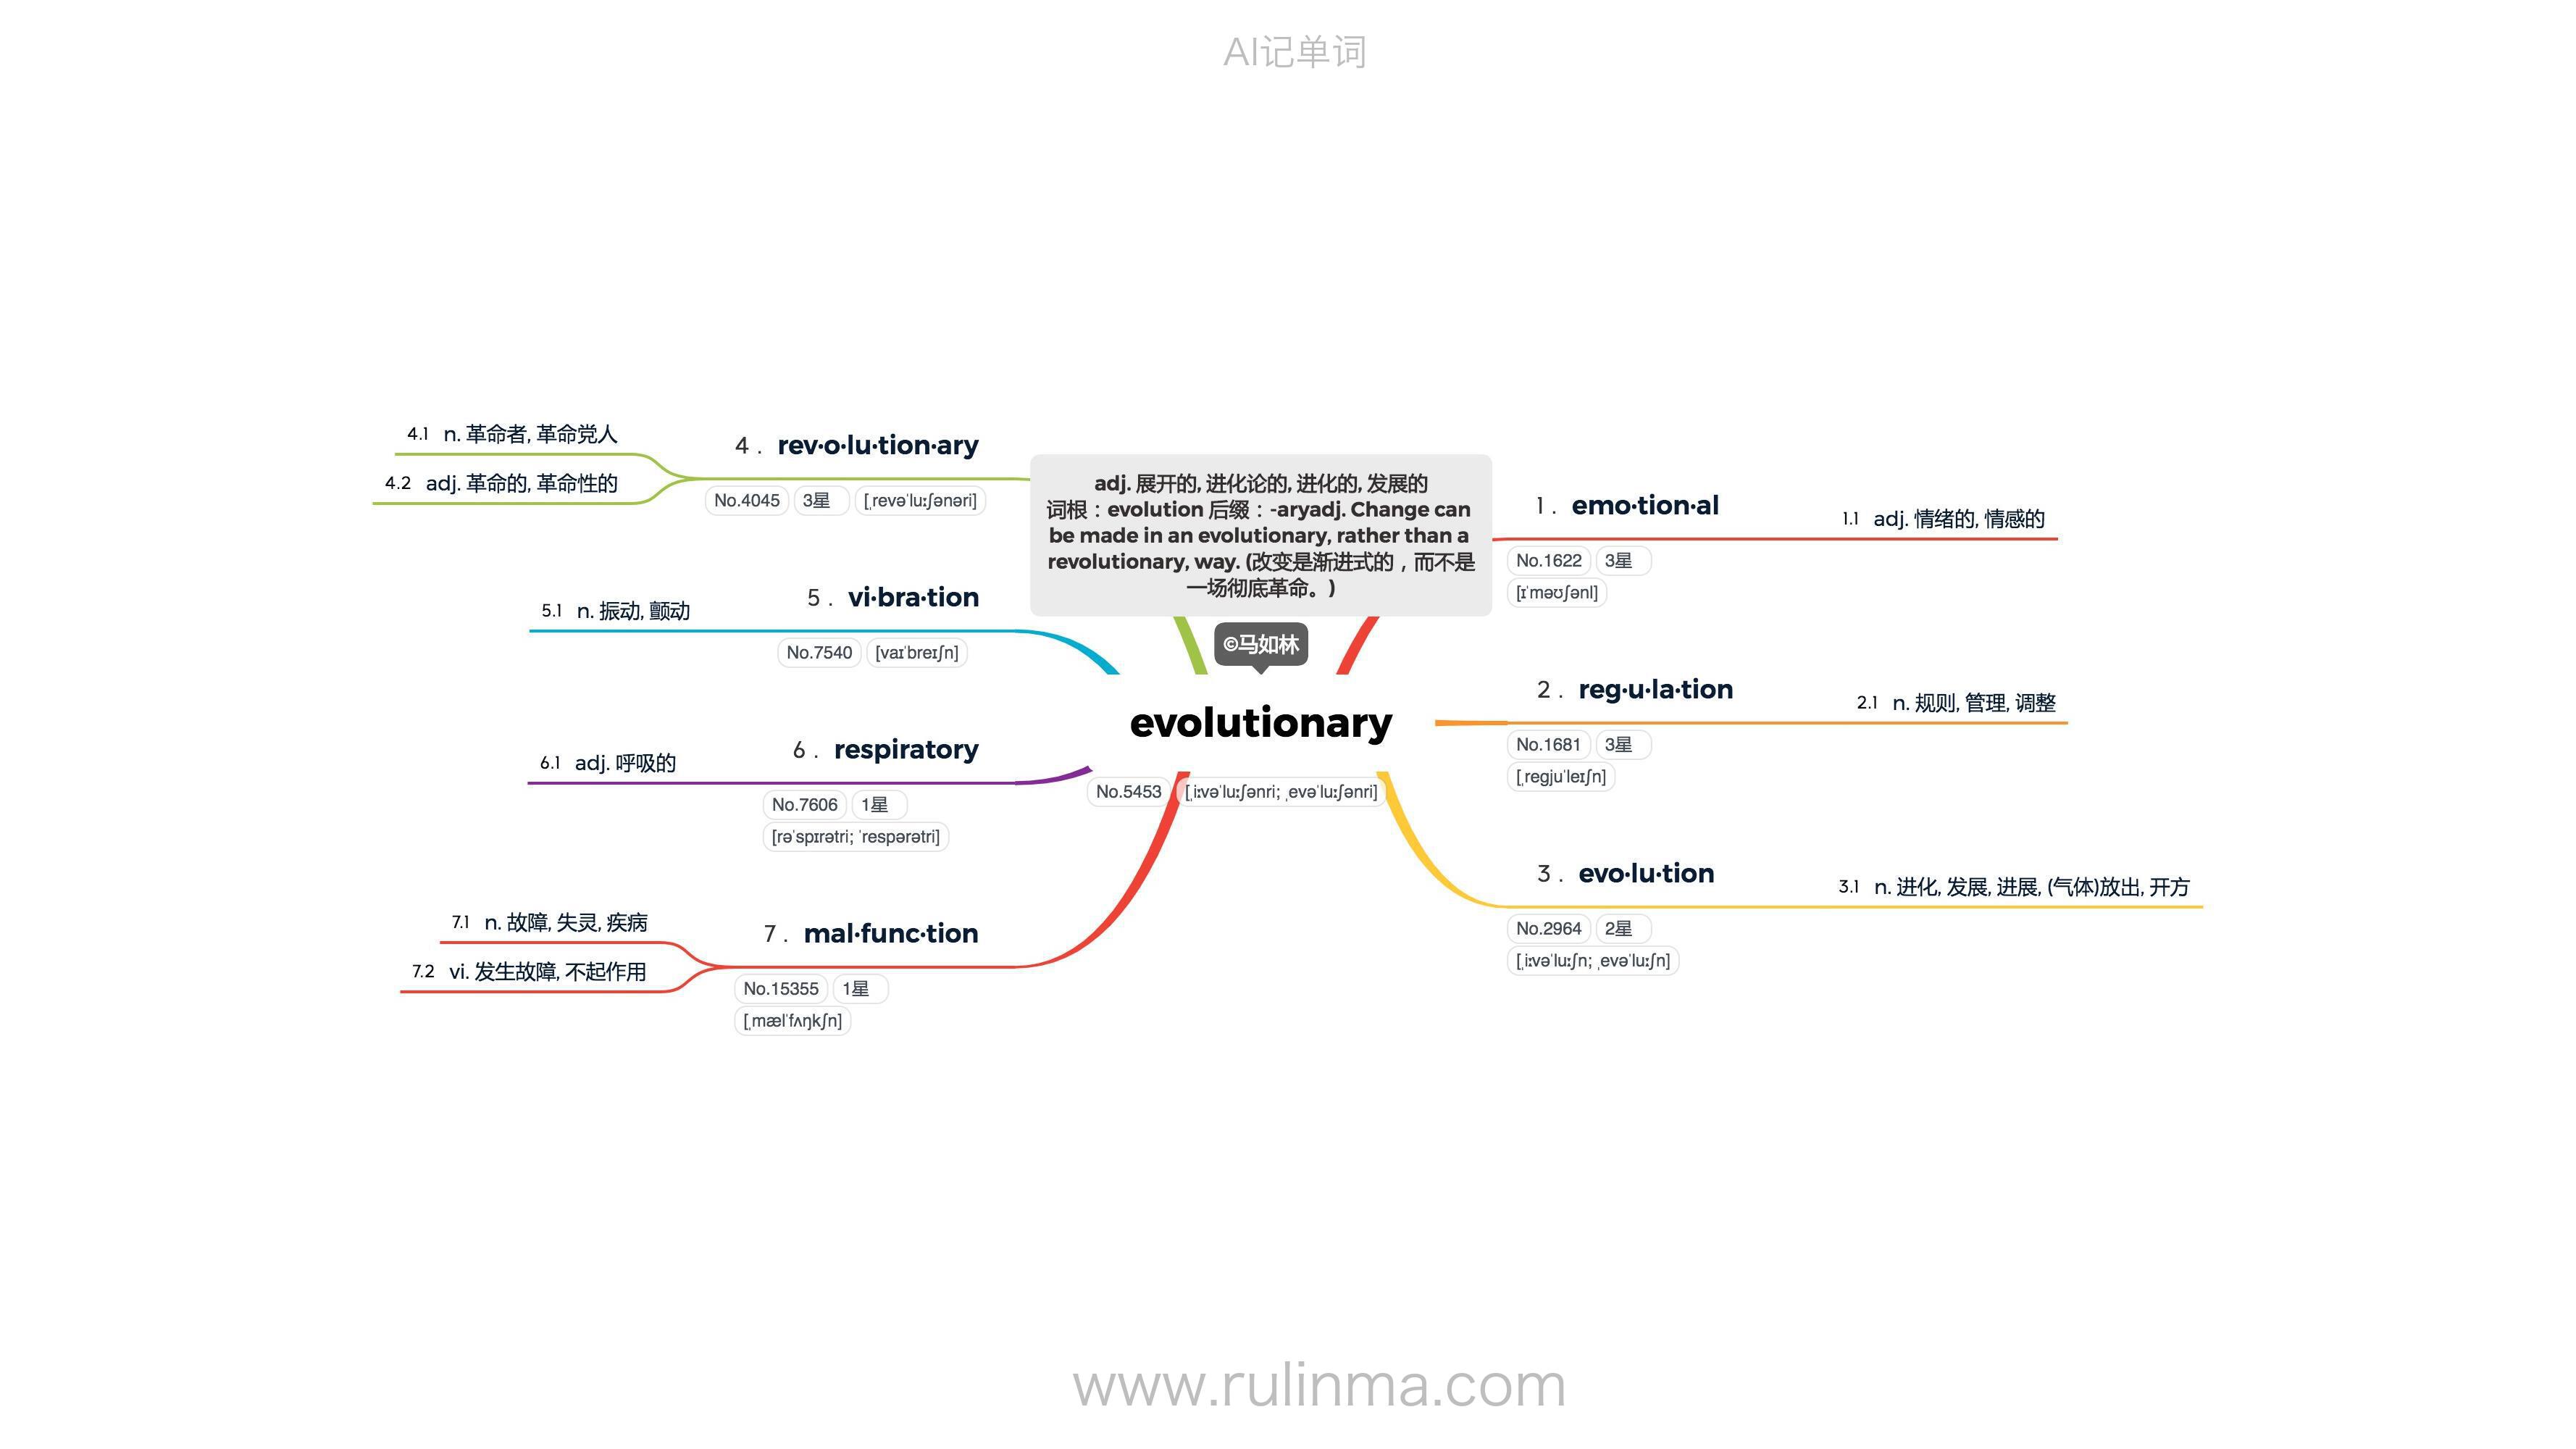 AI记单词
adj. 展开的, 进化论的, 进化的, 发展的
词根：evolution 后缀：-aryadj. Change can
be made in an evolutionary, rather than a
revolutionary, way. (改变是渐进式的，而不是
一场彻底革命。)
©马如林
evolutionary
No.5453 [ˌiːvəˈluːʃənri; ˌevəˈluːʃənri]
1 . emo·tion·al
No.1622 3星
[ɪˈməʊʃənl]
1.1 adj. 情绪的, 情感的
2 . reg·u·la·tion
No.1681 3星
[ˌregjuˈleɪʃn]
2.1 n. 规则, 管理, 调整
3 . evo·lu·tion
No.2964 2星
[ˌiːvəˈluːʃn; ˌevəˈluːʃn]
3.1 n. 进化, 发展, 进展, (气体)放出, 开方
4 . rev·o·lu·tion·ary
No.4045 3星 [ˌrevəˈluːʃənəri]
4.1 n. 革命者, 革命党人
4.2 adj. 革命的, 革命性的
5 . vi·bra·tion
No.7540 [vaɪˈbreɪʃn]
5.1 n. 振动, 颤动
6 . respiratory
No.7606 1星
[rəˈspɪrətri; ˈrespərətri]
6.1 adj. 呼吸的
7 . mal·func·tion
No.15355 1星
[ˌmælˈfʌŋkʃn]
7.1 n. 故障, 失灵, 疾病
7.2 vi. 发生故障, 不起作用
www.rulinma.com